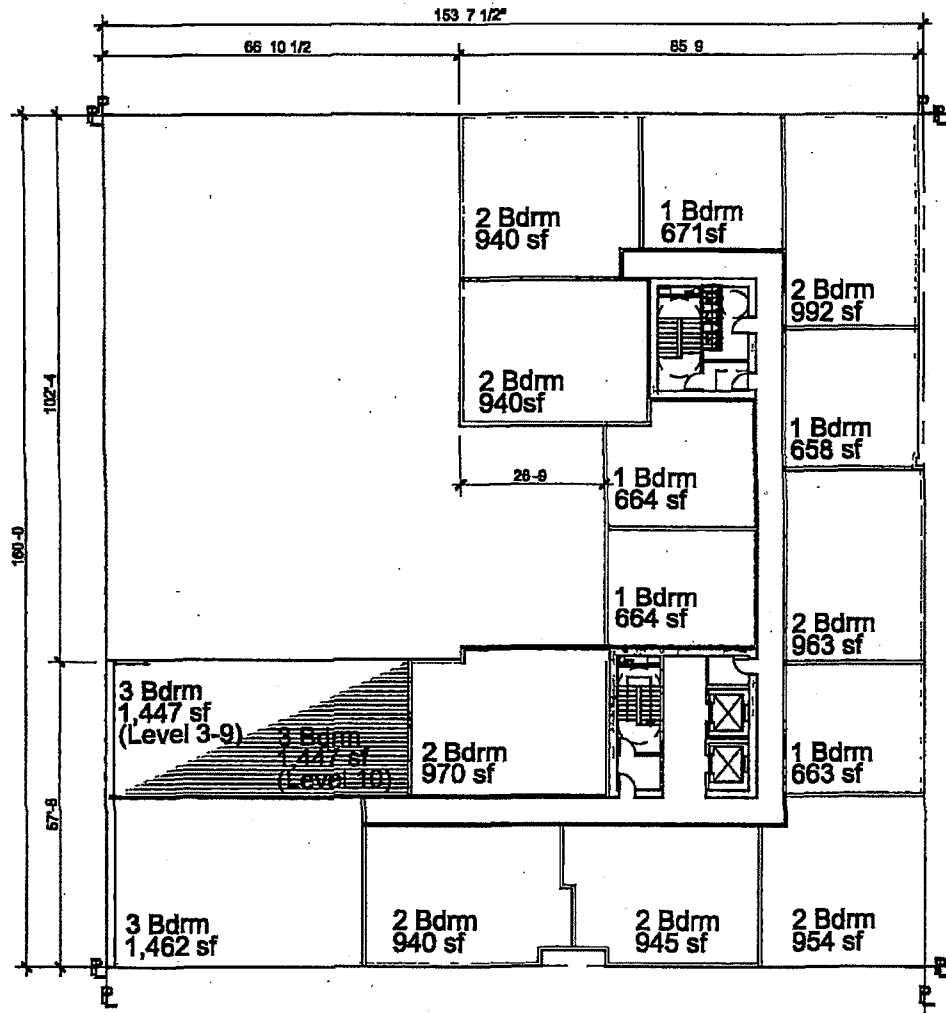 153 7 1/2"
66 10 1/2
85 9
2 Bdrm
940 sf
1 Bdrm
671sf
2 Bdrm
992 sf
2 Bdrm
940sf
102'-4
1 Bdrm
658 sf
26-9
1 Bdrm
664 sf
160-0
1 Bdrm
664 sf
2 Bdrm
963 sf
3 Bdrm
1,447 sf
(Level 3-9)
3 Bdrm
1,447 sf
(Level 10)
2 Bdrm
970 sf
1 Bdrm
663 sf
57'-8
3 Bdrm
1,462 sf
2 Bdrm
940 sf
2 Bdrm
945 sf
2 Bdrm
954 sf